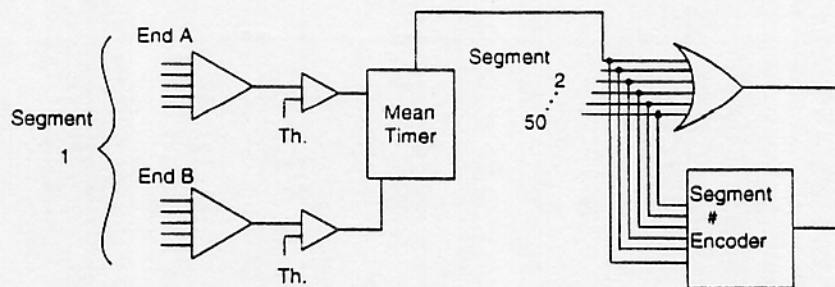 End A
Segment
1
Th.
End B
Th.
Mean
Timer
Segment
2
50
Segment
#
Encoder